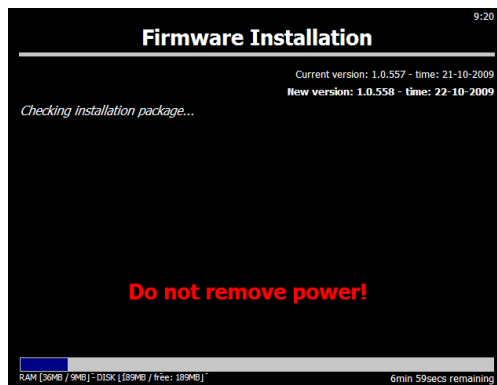 9:20
Firmware Installation
Current version: 1.0.557 - time: 21-10-2009
New version: 1.0.558 - time: 22-10-2009
Checking installation package...
Do not remove power!
RAM [36MB / 9MB] - DISK [189MB / free: 189MB]
6min 59secs remaining